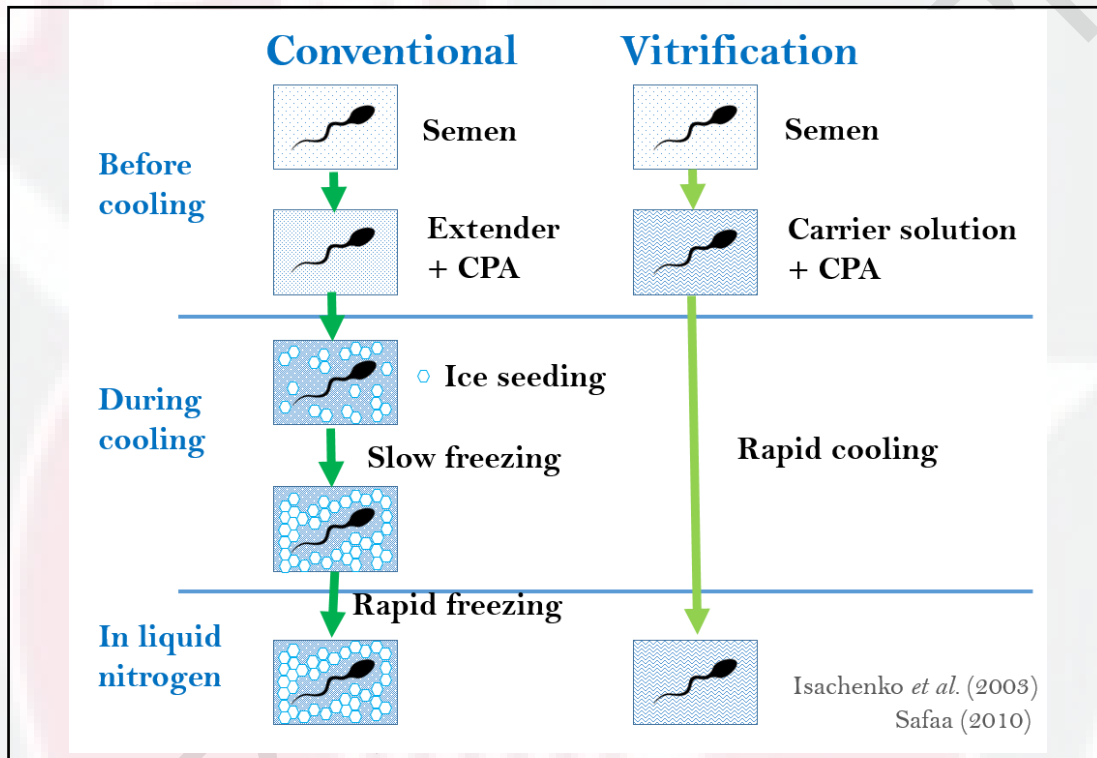 Conventional
Vitrification
Semen
Semen
Before
cooling
Extender
+ CPA
Carrier solution
+ CPA
During
cooling
Ice seeding
Slow freezing
Rapid cooling
Rapid freezing
In liquid
nitrogen
Isachenko et al. (2003)
Safaa (2010)